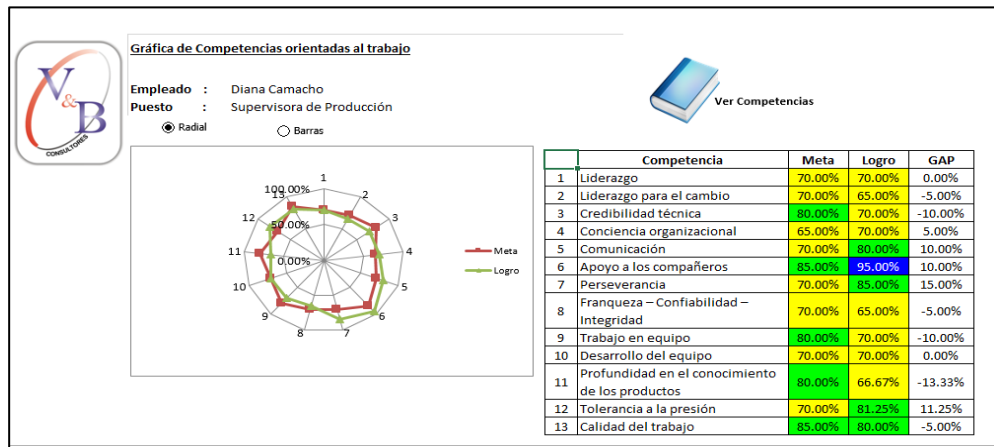 Gráfica de Competencias orientadas al trabajo
V&B
CONSULTORES
Empleado : Diana Camacho
Puesto : Supervisora de Producción
Radial
Barras
Ver Competencias
100.00%
50.00%
0.00%
1
2
3
4
5
6
7
8
9
10
11
12
13
Meta
Logro
Competencia Meta Logro GAP
1 Liderazgo 70.00% 70.00% 0.00%
2 Liderazgo para el cambio 70.00% 65.00% -5.00%
3 Credibilidad técnica 80.00% 70.00% -10.00%
4 Conciencia organizacional 65.00% 70.00% 5.00%
5 Comunicación 70.00% 80.00% 10.00%
6 Apoyo a los compañeros 85.00% 95.00% 10.00%
7 Perseverancia 70.00% 85.00% 15.00%
8 Franqueza – Confiabilidad –
Integridad 70.00% 65.00% -5.00%
9 Trabajo en equipo 80.00% 70.00% -10.00%
10 Desarrollo del equipo 70.00% 70.00% 0.00%
11 Profundidad en el conocimiento
de los productos 80.00% 66.67% -13.33%
12 Tolerancia a la presión 70.00% 81.25% 11.25%
13 Calidad del trabajo 85.00% 80.00% -5.00%